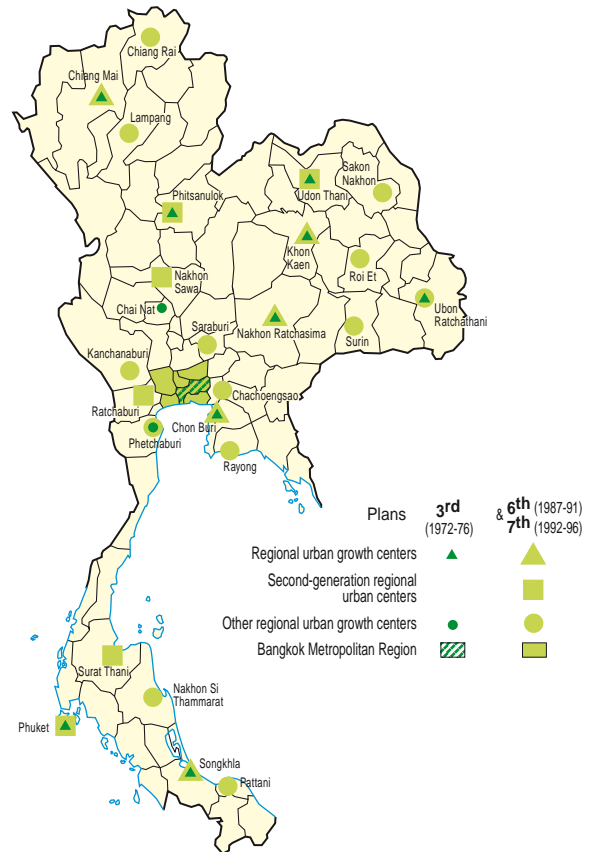 Chiang Rai
Chiang Mai
Lampang
Sakon
Nakhon
Udon Thani
Phitsanulok
Khon
Kaen
Roi Et
Nakhon
Sawa
Chai Nat
Ubon
Ratchathani
Nakhon Ratchasima
Surin
Saraburi
Kanchanaburi
Chachoengsao
Ratchaburi
Chon Buri
Phetchaburi
Rayong
Plans 3rd & 6th (1987-91)
(1972-76) 7th (1992-96)
Regional urban growth centers
Second-generation regional
urban centers
Other regional urban growth centers
Bangkok Metropolitan Region
Surat Thani
Nakhon Si
Thammarat
Phuket
Songkhla
Pattani